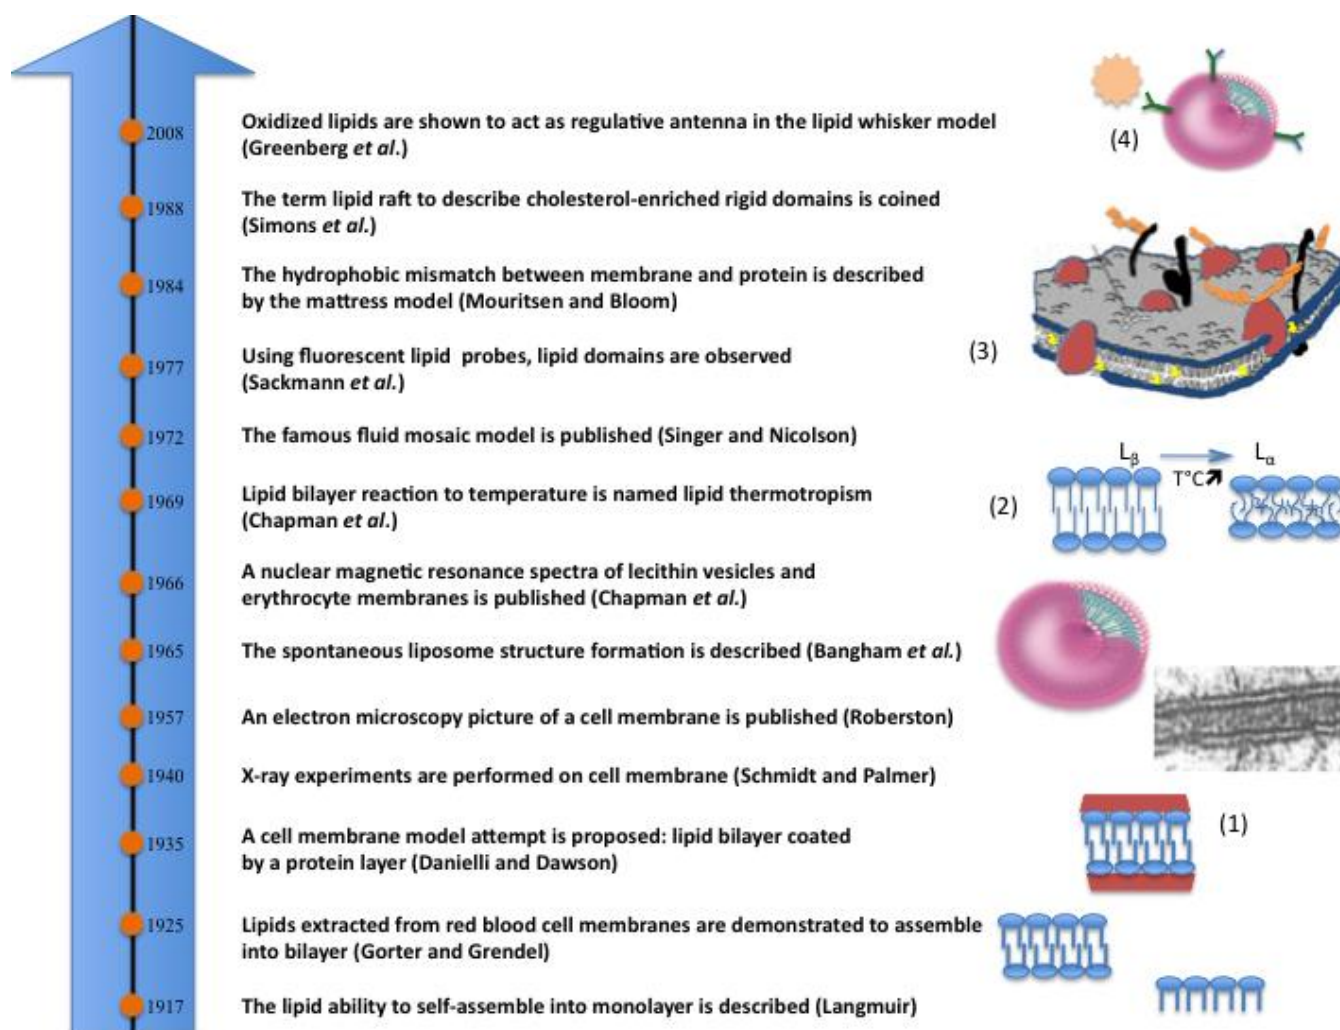 2008
Oxidized lipids are shown to act as regulative antenna in the lipid whisker model
(Greenberg et al.)
(4)
1988
The term lipid raft to describe cholesterol-enriched rigid domains is coined
(Simons et al.)
1984
The hydrophobic mismatch between membrane and protein is described
by the mattress model (Mouritsen and Bloom)
1977
Using fluorescent lipid probes, lipid domains are observed
(Sackmann et al.)
(3)
1972
The famous fluid mosaic model is published (Singer and Nicolson)
1969
Lipid bilayer reaction to temperature is named lipid thermotropism
(Chapman et al.)
(2)
Lβ
Lα
T°C↗
1966
A nuclear magnetic resonance spectra of lecithin vesicles and
erythrocyte membranes is published (Chapman et al.)
1965
The spontaneous liposome structure formation is described (Bangham et al.)
1957
An electron microscopy picture of a cell membrane is published (Roberston)
1940
X-ray experiments are performed on cell membrane (Schmidt and Palmer)
1935
A cell membrane model attempt is proposed: lipid bilayer coated
by a protein layer (Danielli and Dawson)
(1)
1925
Lipids extracted from red blood cell membranes are demonstrated to assemble
into bilayer (Gorter and Grendel)
1917
The lipid ability to self-assemble into monolayer is described (Langmuir)